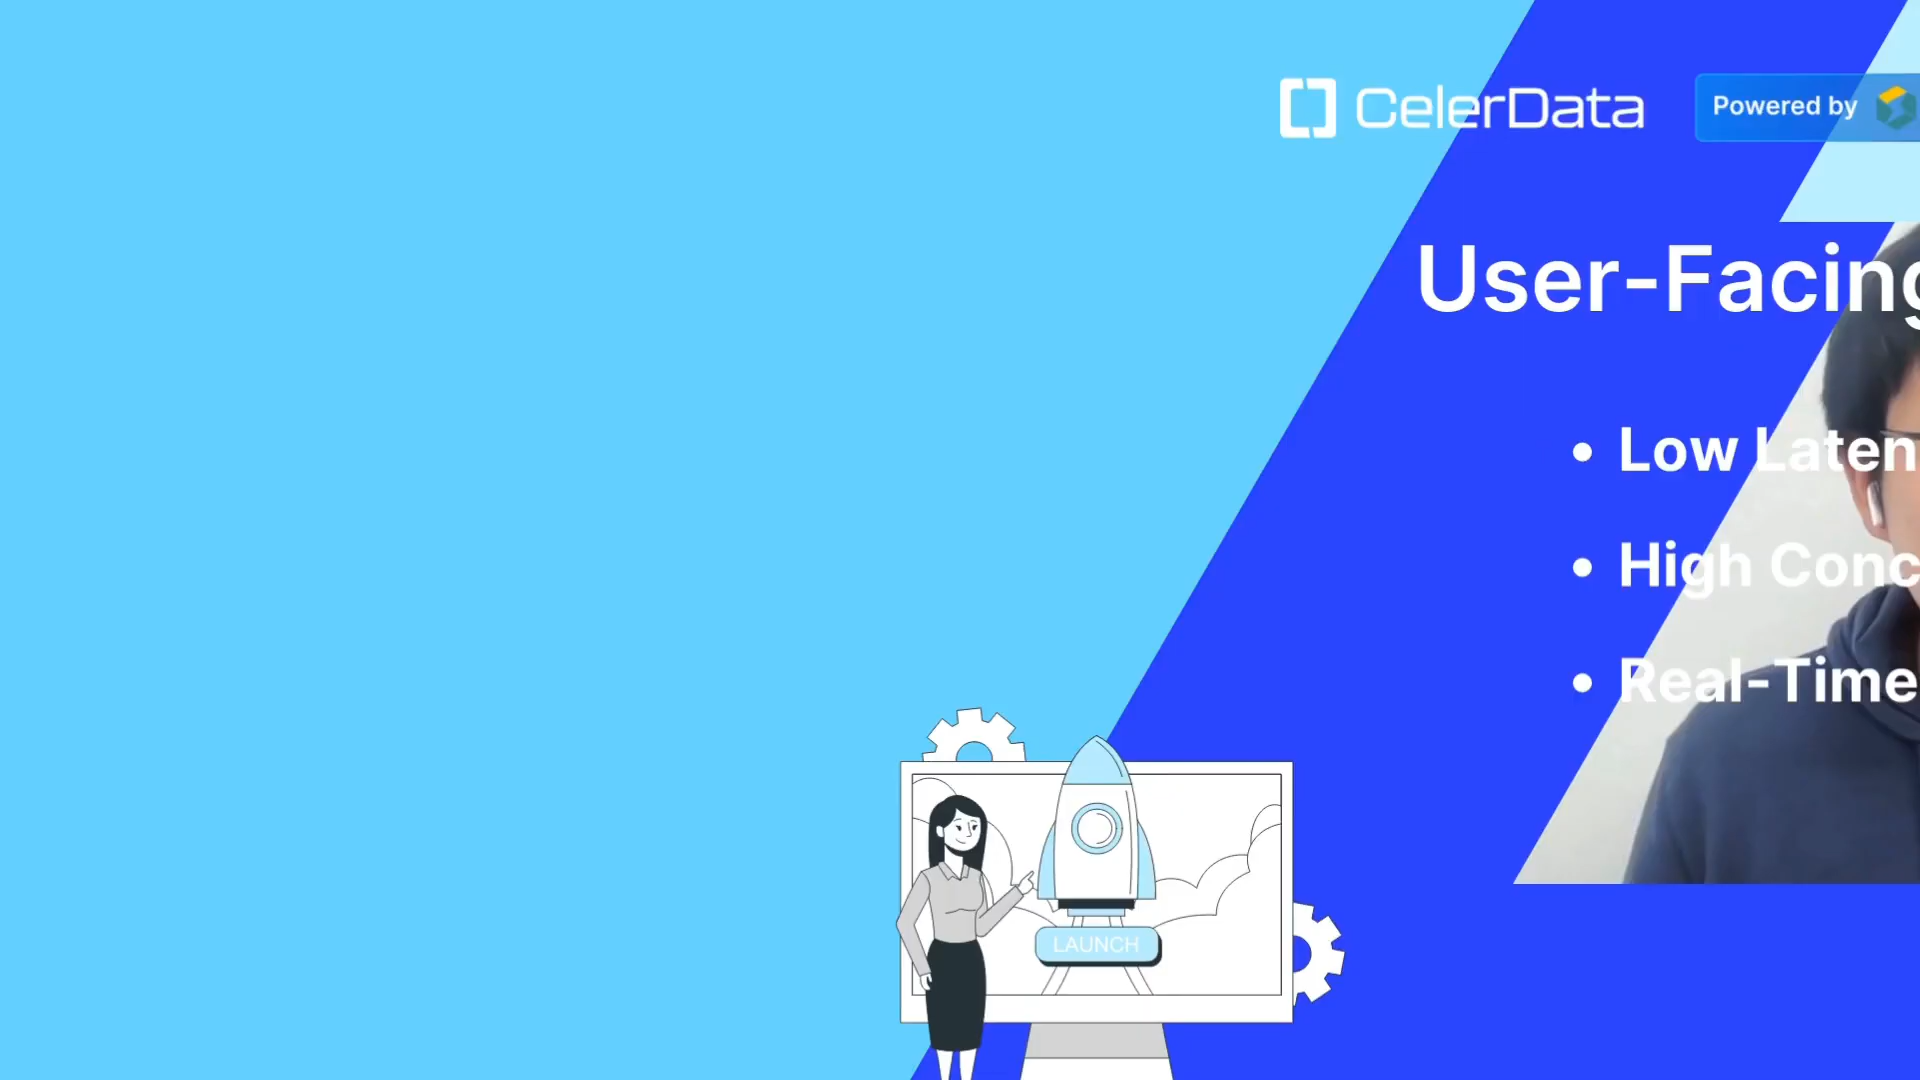 CelerData
Powered by
User-Facing
Low Laten
High Conc
Real-Time
LAUNCH